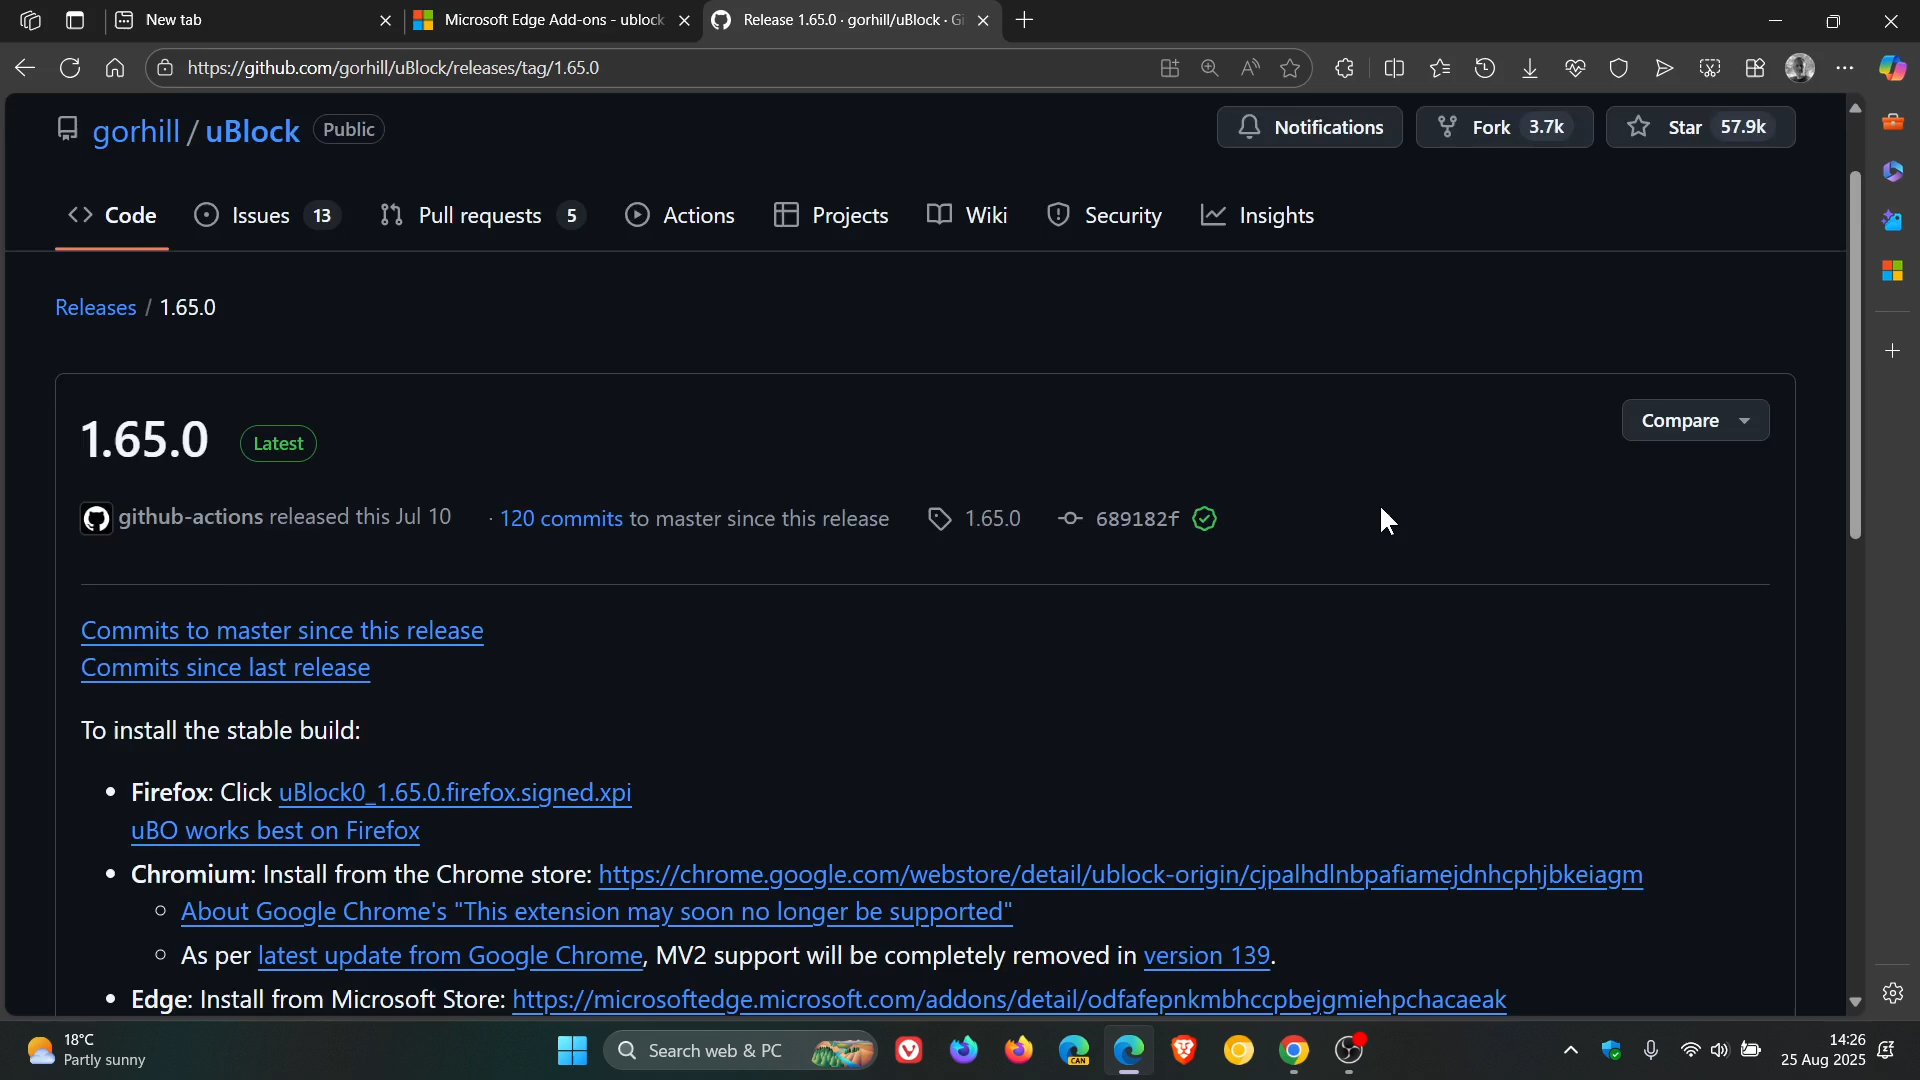 New tab
Microsoft Edge Add-ons - ublock
Release 1.65.0 · gorhill/uBlock · Gi
https://github.com/gorhill/uBlock/releases/tag/1.65.0
gorhill / uBlock Public
Notifications
Fork 3.7k
Star 57.9k
Code
Issues 13
Pull requests 5
Actions
Projects
Wiki
Security
Insights
Releases / 1.65.0
1.65.0 Latest
Compare
github-actions released this Jul 10 · 120 commits to master since this release 1.65.0 689182f
Commits to master since this release
Commits since last release
To install the stable build:
Firefox: Click uBlock0_1.65.0.firefox.signed.xpi
uBO works best on Firefox
Chromium: Install from the Chrome store: https://chrome.google.com/webstore/detail/ublock-origin/cjpalhdlnbpafiamejdnhcphjbkeiagm
About Google Chrome's "This extension may soon no longer be supported"
As per latest update from Google Chrome, MV2 support will be completely removed in version 139.
Edge: Install from Microsoft Store: https://microsoftedge.microsoft.com/addons/detail/odfafepnkmbhccpbejgmiehpchacaeak
18°C
Partly sunny
Search web & PC
CAN
14:26
25 Aug 2025